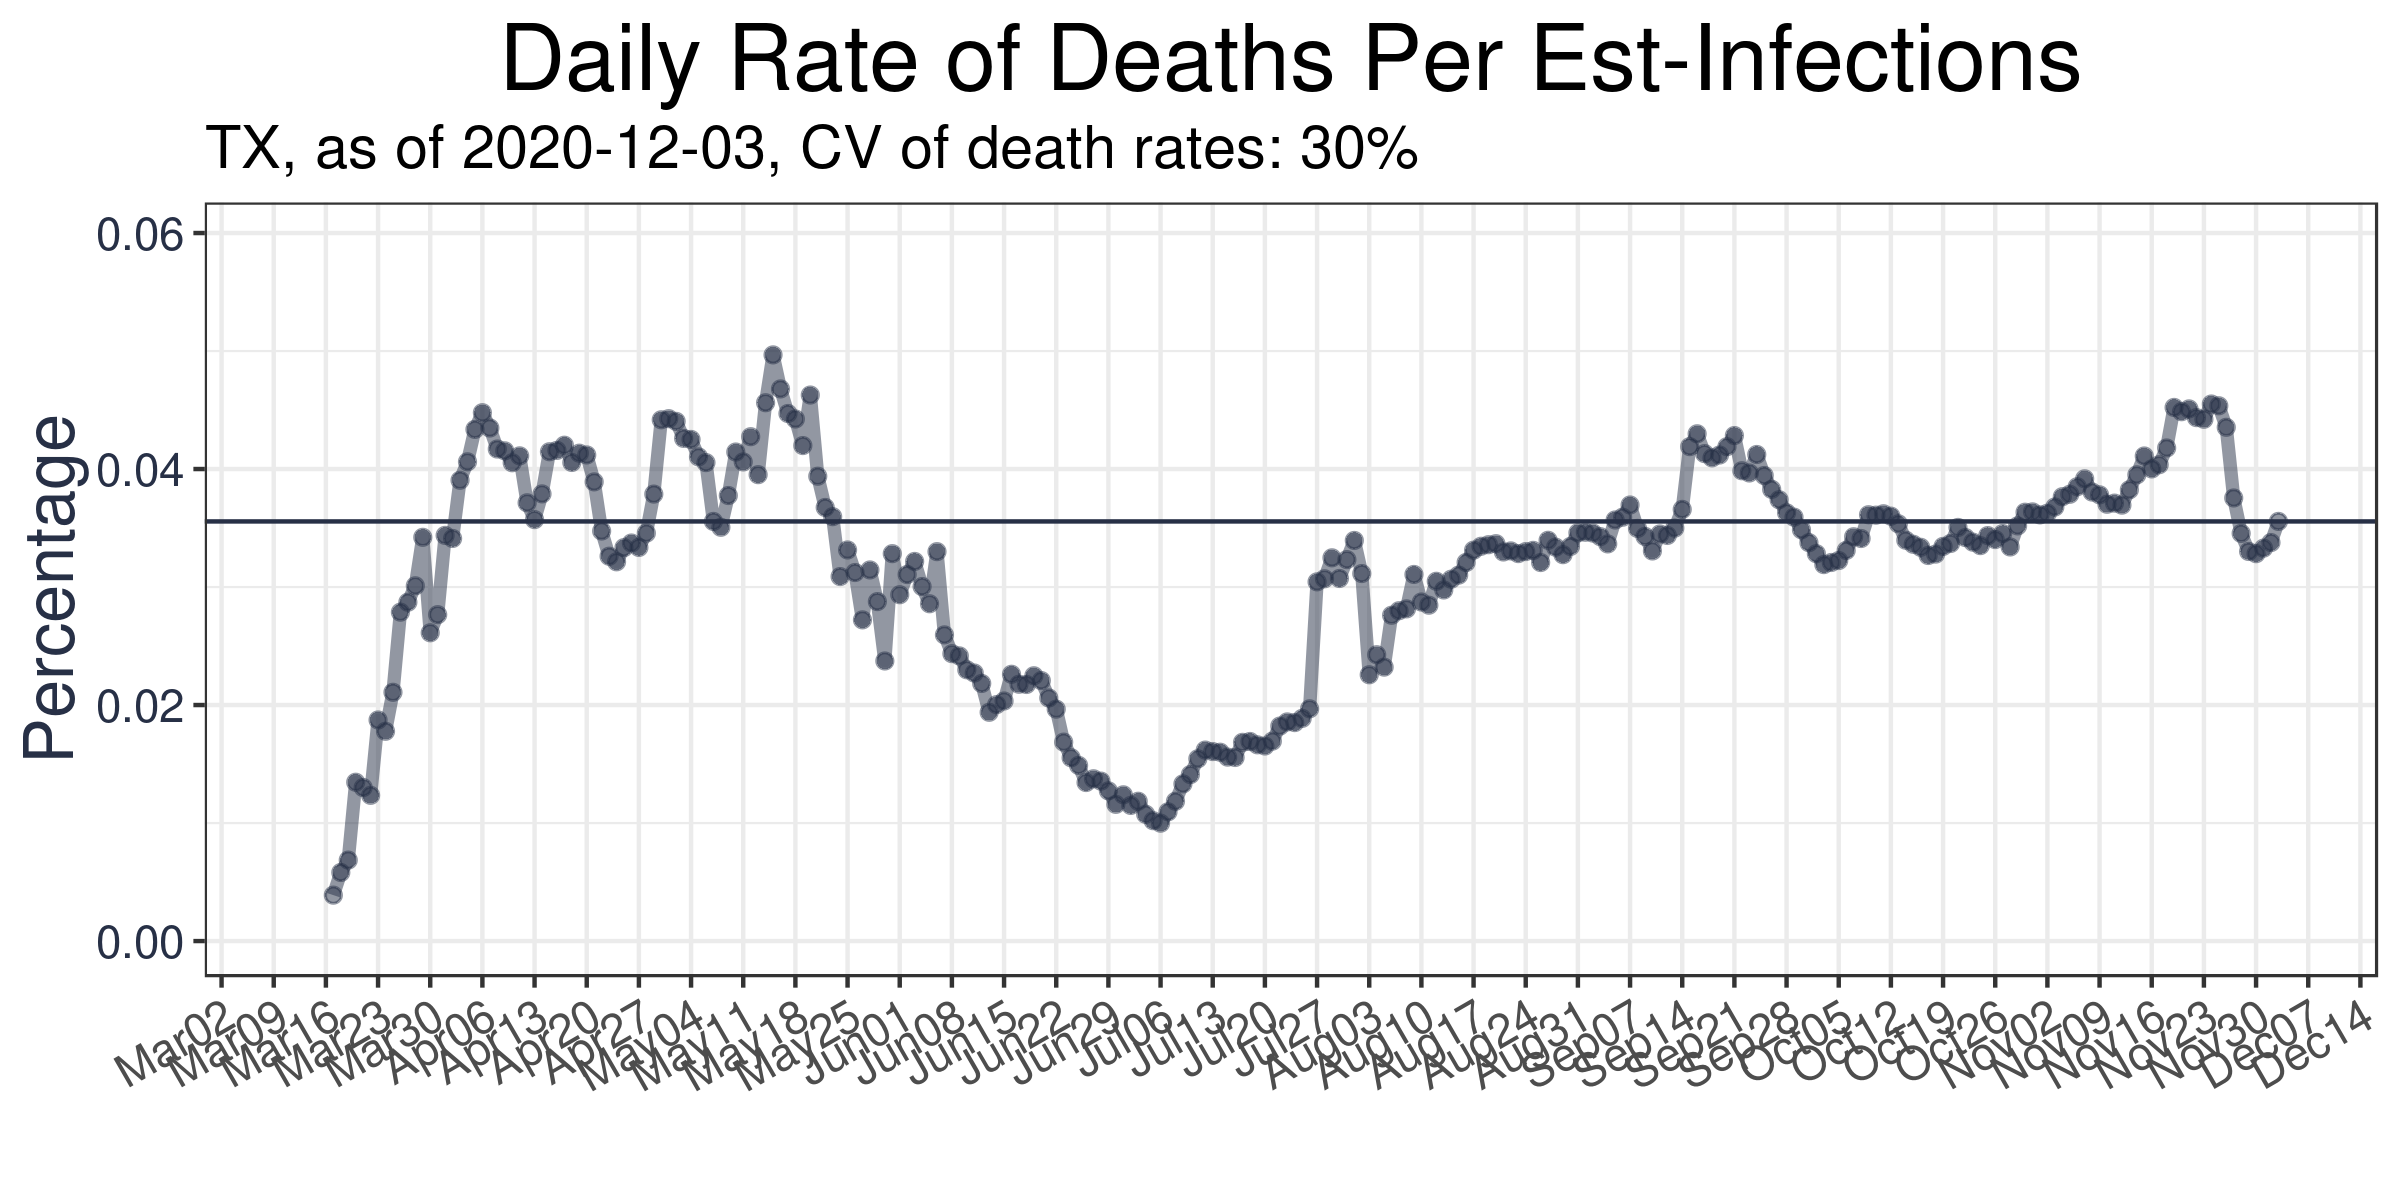 Daily Rate of Deaths Per Est-Infections
TX, as of 2020-12-03, CV of death rates: 30%
Percentage
0.06
0.04
0.02
0.00
Mar02
Mar09
Mar16
Mar23
Mar30
Apr06
Apr13
Apr20
Apr27
May04
May11
May18
May25
Jun01
Jun08
Jun15
Jun22
Jun29
Jul06
Jul13
Jul20
Jul27
Aug03
Aug10
Aug17
Aug24
Aug31
Sep07
Sep14
Sep21
Sep28
Oct05
Oct12
Oct19
Oct26
Nov02
Nov09
Nov16
Nov23
Nov30
Dec07
Dec14